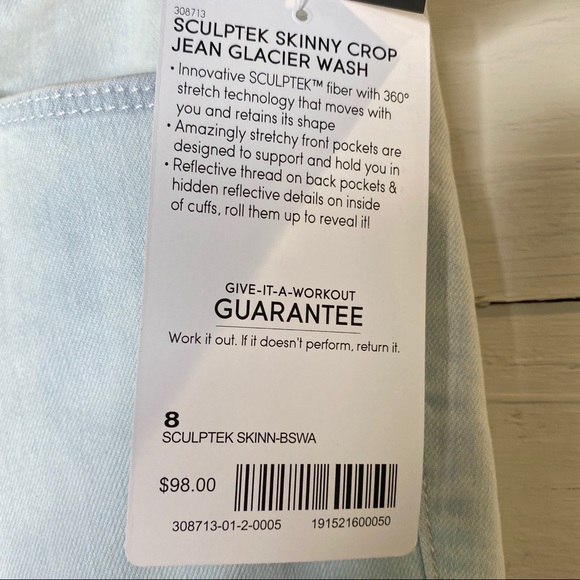 308713
SCULPTEK SKINNY CROP
JEAN GLACIER WASH
• Innovative SCULPTEK™ fiber with 360°
stretch technology that moves with
you and retains its shape
• Amazingly stretchy front pockets are
designed to support and hold you in
• Reflective thread on back pockets &
hidden reflective details on inside
of cuffs, roll them up to reveal it!
GIVE-IT-A-WORKOUT
GUARANTEE
Work it out. If it doesn't perform, return it.
8
SCULPTEK SKINN-BSWA
$98.00
308713-01-2-0005 191521600050